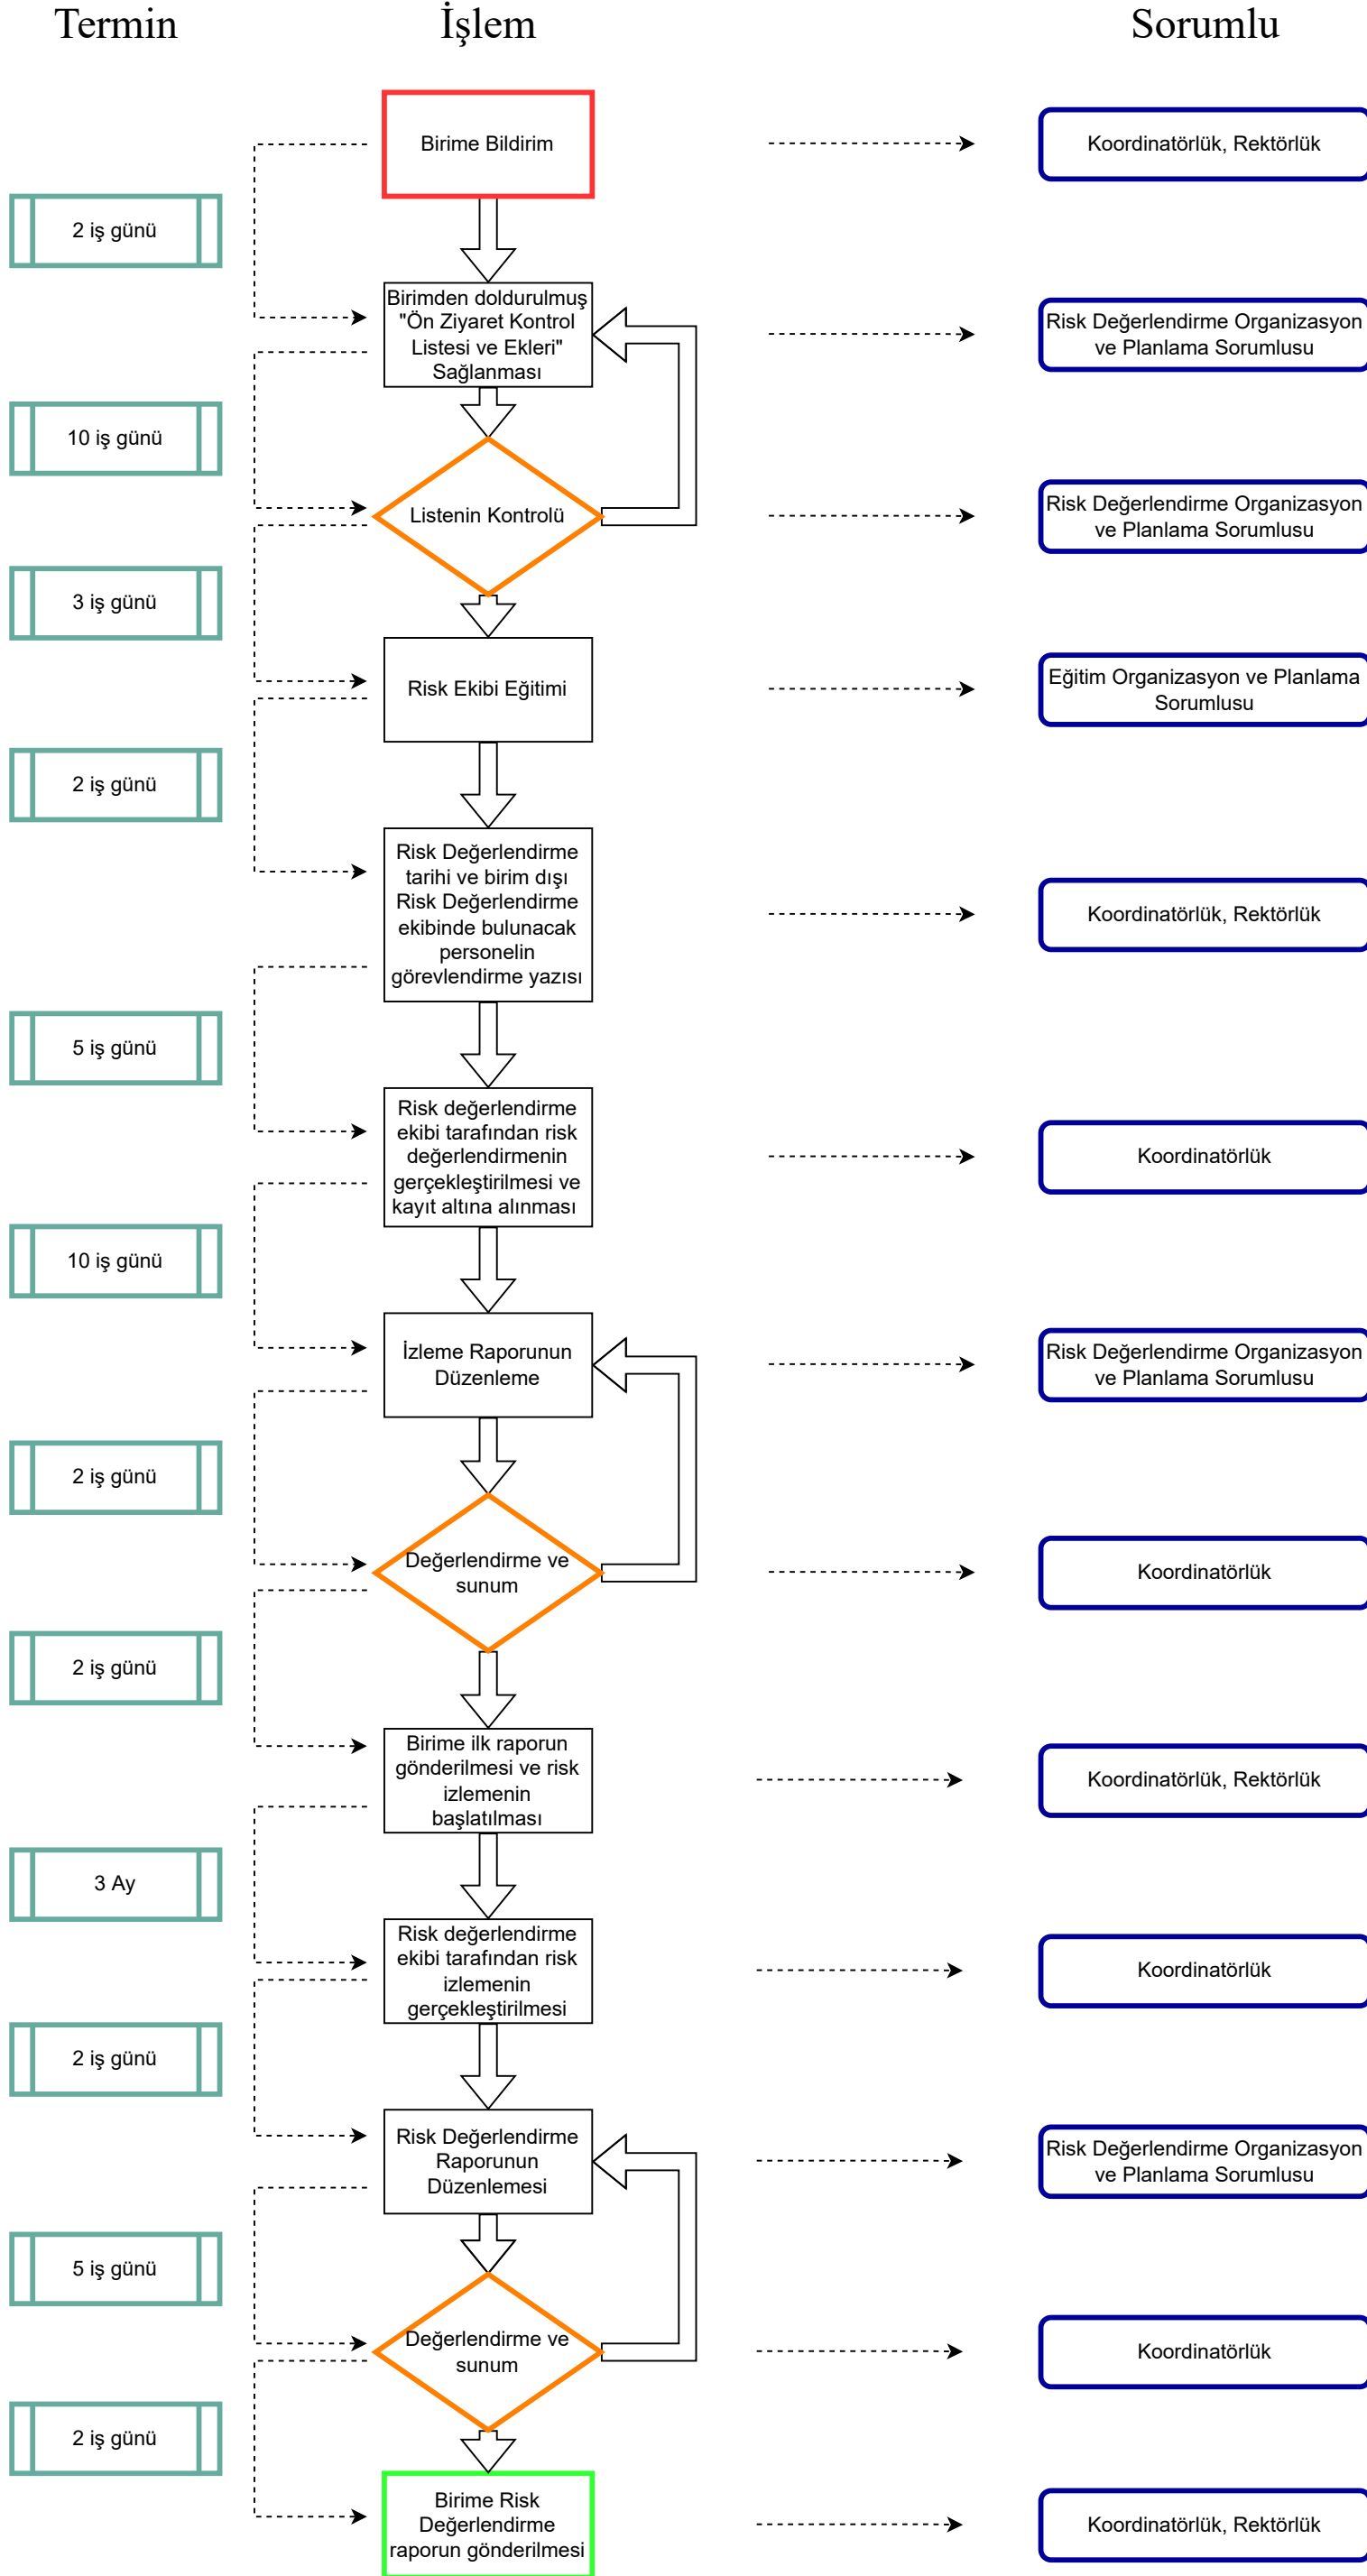 Termin
İşlem
Sorumlu
Birime Bildirim
Koordinatörlük, Rektörlük
2 iş günü
Birimden doldurulmuş
"Ön Ziyaret Kontrol
Listesi ve Ekleri"
Sağlanması
Risk Değerlendirme Organizasyon
ve Planlama Sorumlusu
10 iş günü
Listenin Kontrolü
Risk Değerlendirme Organizasyon
ve Planlama Sorumlusu
3 iş günü
Risk Ekibi Eğitimi
Eğitim Organizasyon ve Planlama
Sorumlusu
2 iş günü
Risk Değerlendirme
tarihi ve birim dışı
Risk Değerlendirme
ekibinde bulunacak
personelin
görevlendirme yazısı
Koordinatörlük, Rektörlük
5 iş günü
Risk değerlendirme
ekibi tarafından risk
değerlendirmenin
gerçekleştirilmesi ve
kayıt altına alınması
Koordinatörlük
10 iş günü
İzleme Raporunun
Düzenleme
Risk Değerlendirme Organizasyon
ve Planlama Sorumlusu
2 iş günü
Değerlendirme ve
sunum
Koordinatörlük
2 iş günü
Birime ilk raporun
gönderilmesi ve risk
izlemenin
başlatılması
Koordinatörlük, Rektörlük
3 Ay
Risk değerlendirme
ekibi tarafından risk
izlemenin
gerçekleştirilmesi
Koordinatörlük
2 iş günü
Risk Değerlendirme
Raporunun
Düzenlemesi
Risk Değerlendirme Organizasyon
ve Planlama Sorumlusu
5 iş günü
Değerlendirme ve
sunum
Koordinatörlük
2 iş günü
Birime Risk
Değerlendirme
raporun gönderilmesi
Koordinatörlük, Rektörlük